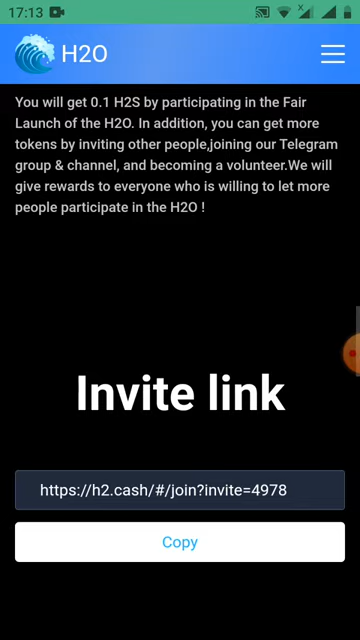 17:13
H2O
You will get 0.1 H2S by participating in the Fair
Launch of the H2O. In addition, you can get more
tokens by inviting other people,joining our Telegram
group & channel, and becoming a volunteer.We will
give rewards to everyone who is willing to let more
people participate in the H2O !
Invite link
https://h2.cash/#/join?invite=4978
Copy